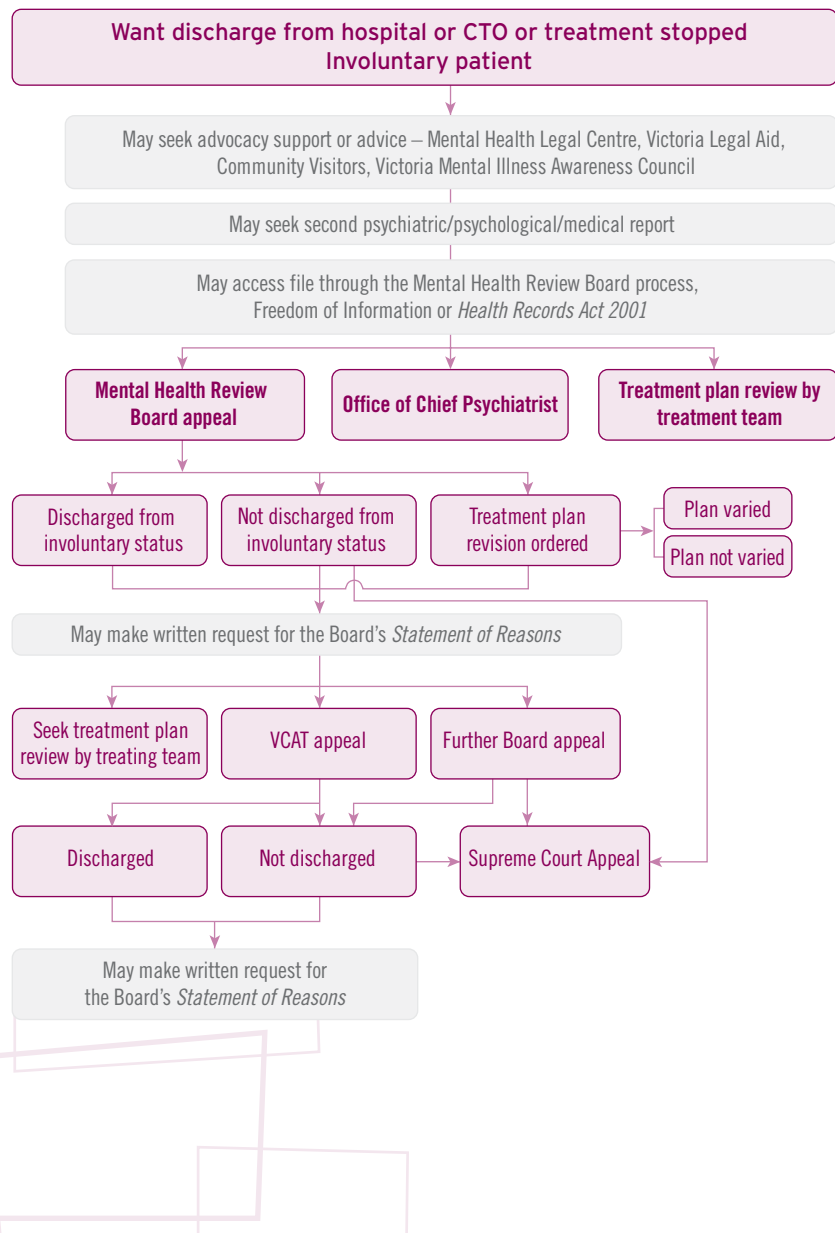 Want discharge from hospital or CTO or treatment stopped
Involuntary patient
May seek advocacy support or advice – Mental Health Legal Centre, Victoria Legal Aid,
Community Visitors, Victoria Mental Illness Awareness Council
May seek second psychiatric/psychological/medical report
May access file through the Mental Health Review Board process,
Freedom of Information or Health Records Act 2001
Mental Health Review
Board appeal
Office of Chief Psychiatrist
Treatment plan review by
treatment team
Discharged from
involuntary status
Not discharged from
involuntary status
Treatment plan
revision ordered
Plan varied
Plan not varied
May make written request for the Board's Statement of Reasons
Seek treatment plan
review by treating team
VCAT appeal
Further Board appeal
Discharged
Not discharged
Supreme Court Appeal
May make written request for
the Board's Statement of Reasons